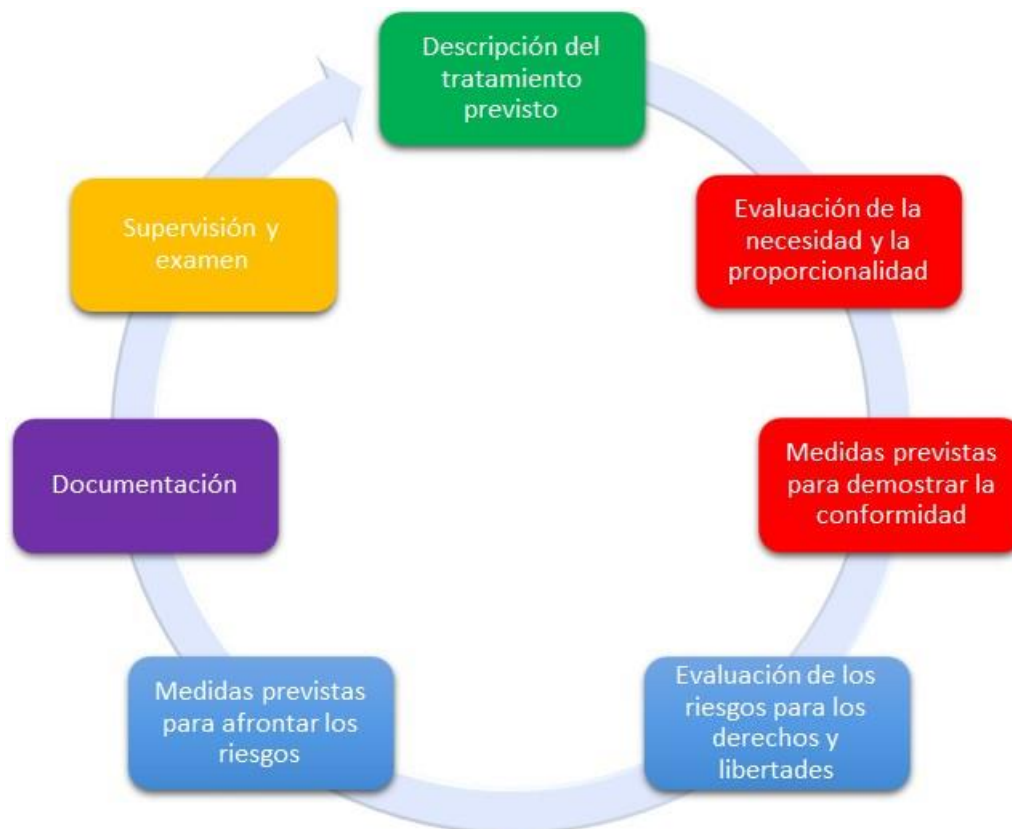 Descripción del
tratamiento
previsto
Evaluación de la
necesidad y la
proporcionalidad
Medidas previstas
para demostrar la
conformidad
Evaluación de los
riesgos para los
derechos y
libertades
Medidas previstas
para afrontar los
riesgos
Documentación
Supervisión y
examen